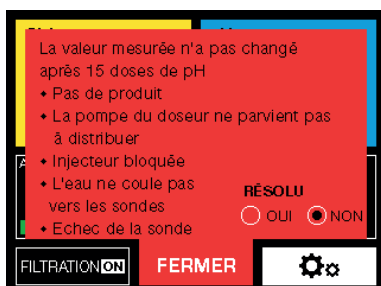 La valeur mesurée n'a pas changé
après 15 doses de pH
• Pas de produit
• La pompe du doseur ne parvient pas
à distribuer
• Injecteur bloquée
• L'eau ne coule pas
vers les sondes
• Echec de la sonde
RÉSOLU
OUI NON
FILTRATION ON FERMER